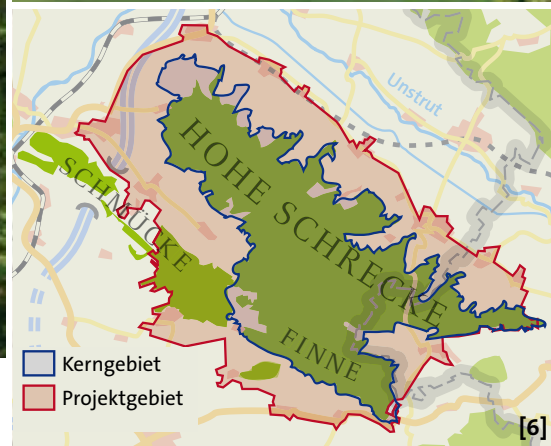 Unstrut
HOHE SCHRECKE
SCHMÜCKE
FINNE
Kerngebiet
Projektgebiet
[6]